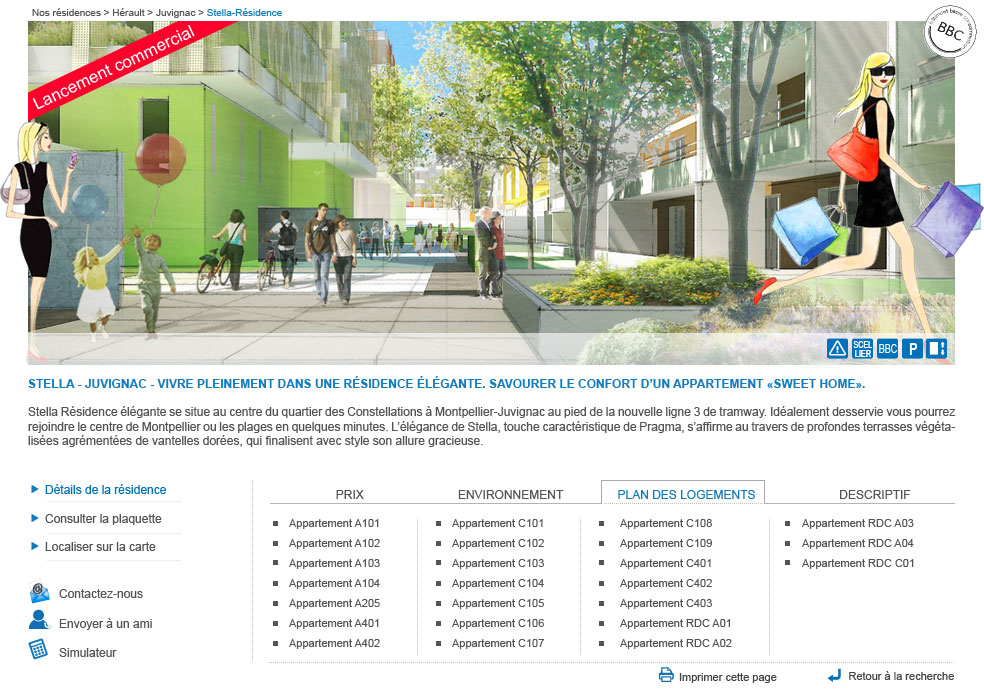 Nos résidences > Hérault > Juvignac > Stella-Résidence
Lancement commercial
BBC
SCEL
LIER
BBC
P
STELLA - JUVIGNAC - VIVRE PLEINEMENT DANS UNE RÉSIDENCE ÉLÉGANTE. SAVOURER LE CONFORT D'UN APPARTEMENT «SWEET HOME».
Stella Résidence élégante se situe au centre du quartier des Constellations à Montpellier-Juvignac au pied de la nouvelle ligne 3 de tramway. Idéalement desservie vous pourrez
rejoindre le centre de Montpellier ou les plages en quelques minutes. L'élégance de Stella, touche caractéristique de Pragma, s'affirme au travers de profondes terrasses végéta-
lisées agrémentées de vantelles dorées, qui finalisent avec style son allure gracieuse.
Détails de la résidence
Consulter la plaquette
Localiser sur la carte
Contactez-nous
Envoyer à un ami
Simulateur
PRIX
ENVIRONNEMENT
PLAN DES LOGEMENTS
DESCRIPTIF
Appartement A101
Appartement A102
Appartement A103
Appartement A104
Appartement A205
Appartement A401
Appartement A402
Appartement C101
Appartement C102
Appartement C103
Appartement C104
Appartement C105
Appartement C106
Appartement C107
Appartement C108
Appartement C109
Appartement C401
Appartement C402
Appartement C403
Appartement RDC A01
Appartement RDC A02
Appartement RDC A03
Appartement RDC A04
Appartement RDC C01
Imprimer cette page
Retour à la recherche